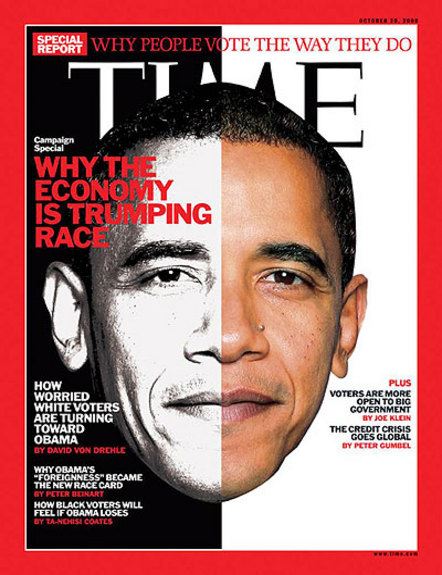 OCTOBER 20, 2008
SPECIAL
REPORT
WHY PEOPLE VOTE THE WAY THEY DO
TIME
Campaign
Special
WHY THE
ECONOMY
IS TRUMPING
RACE
HOW
WORRIED
WHITE VOTERS
ARE TURNING
TOWARD
OBAMA
BY DAVID VON DREHLE
WHY OBAMA'S
"FOREIGNNESS" BECAME
THE NEW RACE CARD
BY PETER BEINART
HOW BLACK VOTERS WILL
FEEL IF OBAMA LOSES
BY TA-NEHISI COATES
PLUS
VOTERS ARE MORE
OPEN TO BIG
GOVERNMENT
BY JOE KLEIN
THE CREDIT CRISIS
GOES GLOBAL
BY PETER GUMBEL
www.time.com